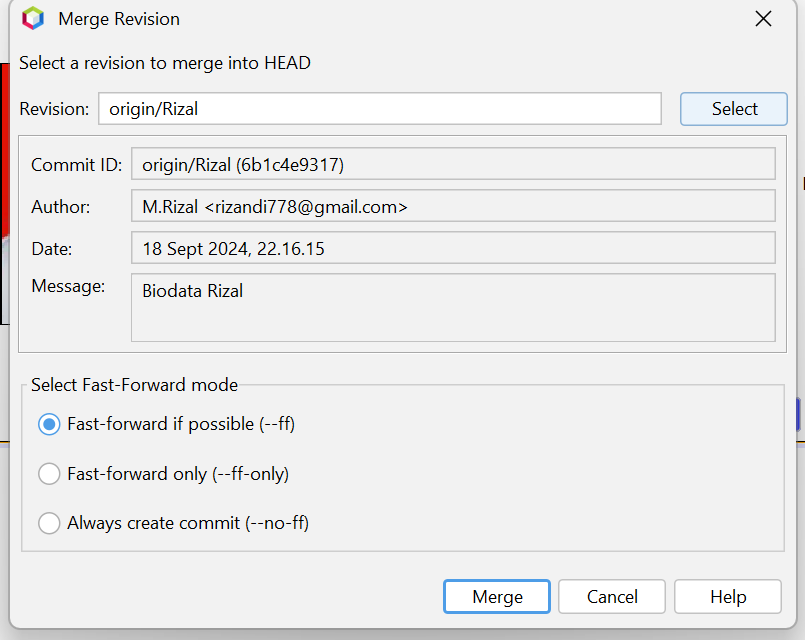 Merge Revision
Select a revision to merge into HEAD
Revision: origin/Rizal Select
Commit ID: origin/Rizal (6b1c4e9317)
Author: M.Rizal <rizandi778@gmail.com>
Date: 18 Sept 2024, 22.16.15
Message: Biodata Rizal
Select Fast-Forward mode
Fast-forward if possible (--ff)
Fast-forward only (--ff-only)
Always create commit (--no-ff)
Merge Cancel Help